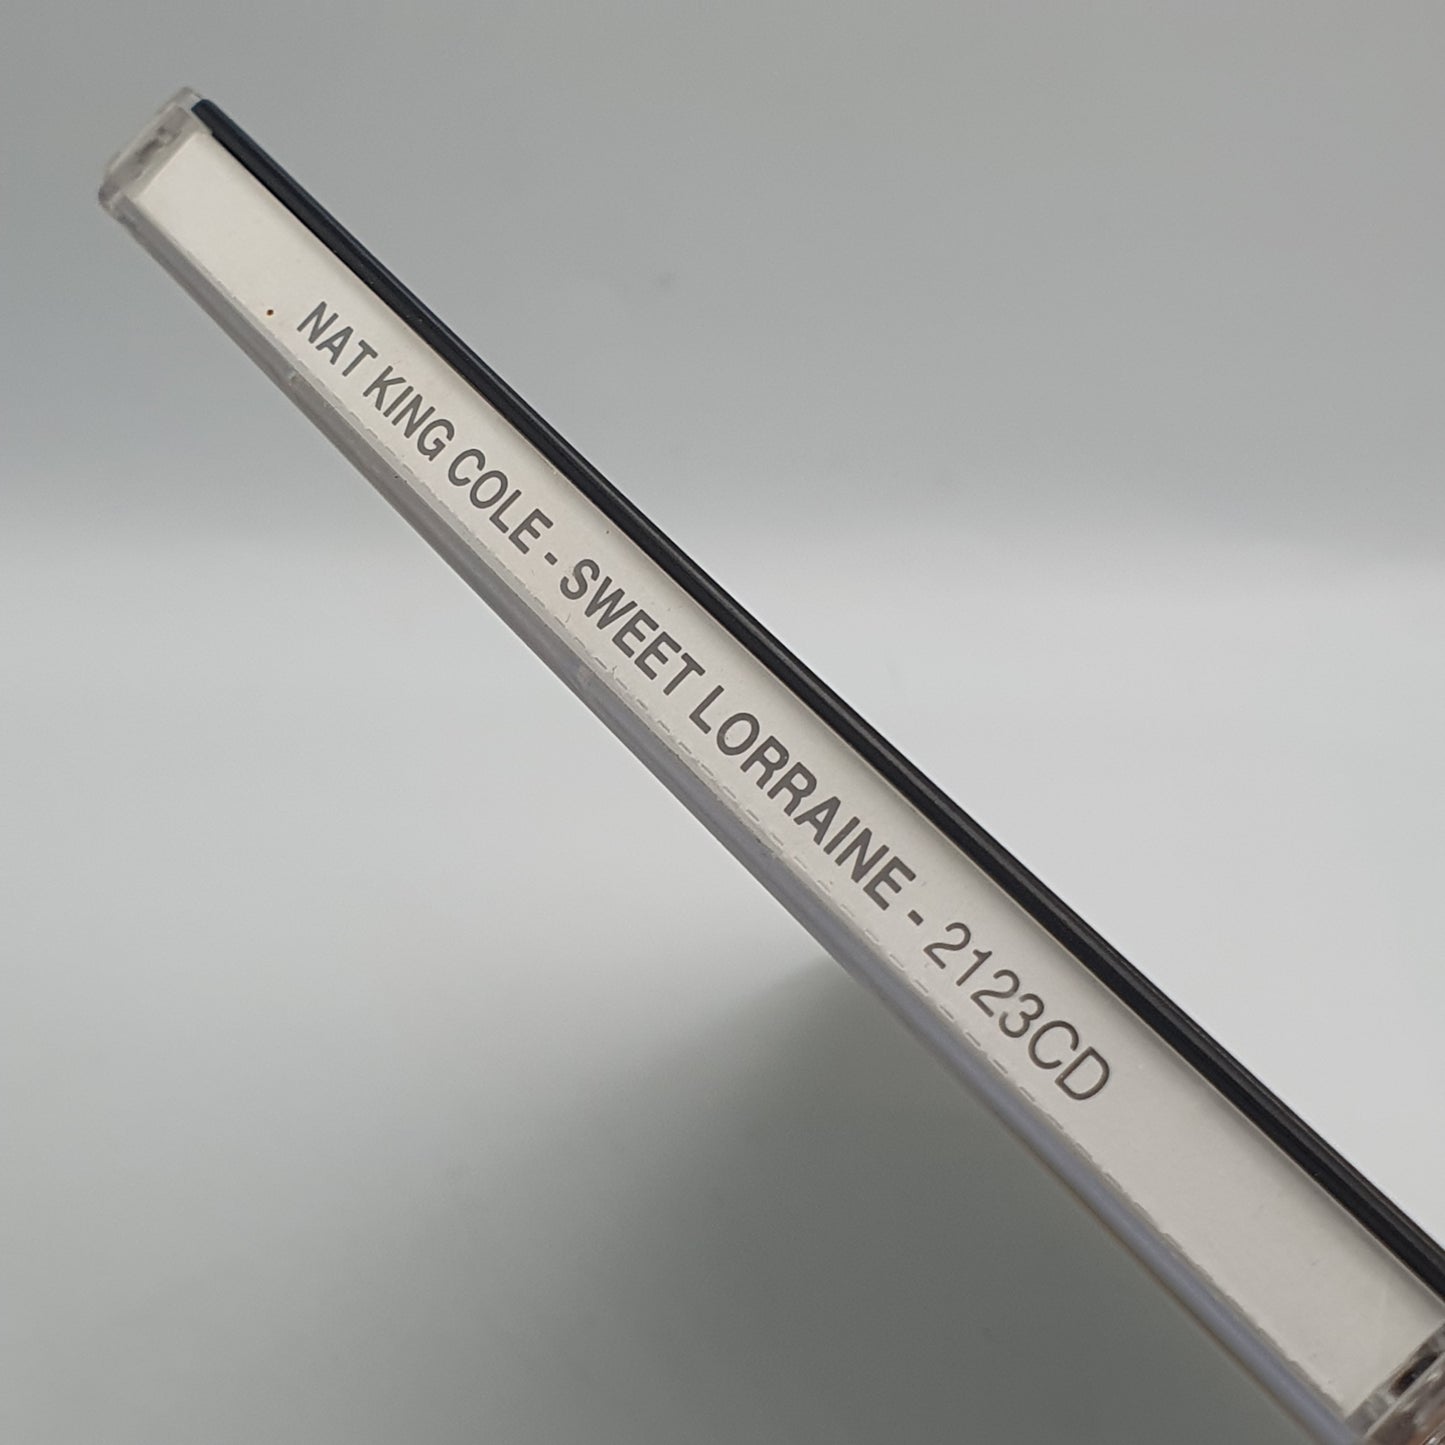 NAT KING COLE - SWEET LORRAINE - 2123CD